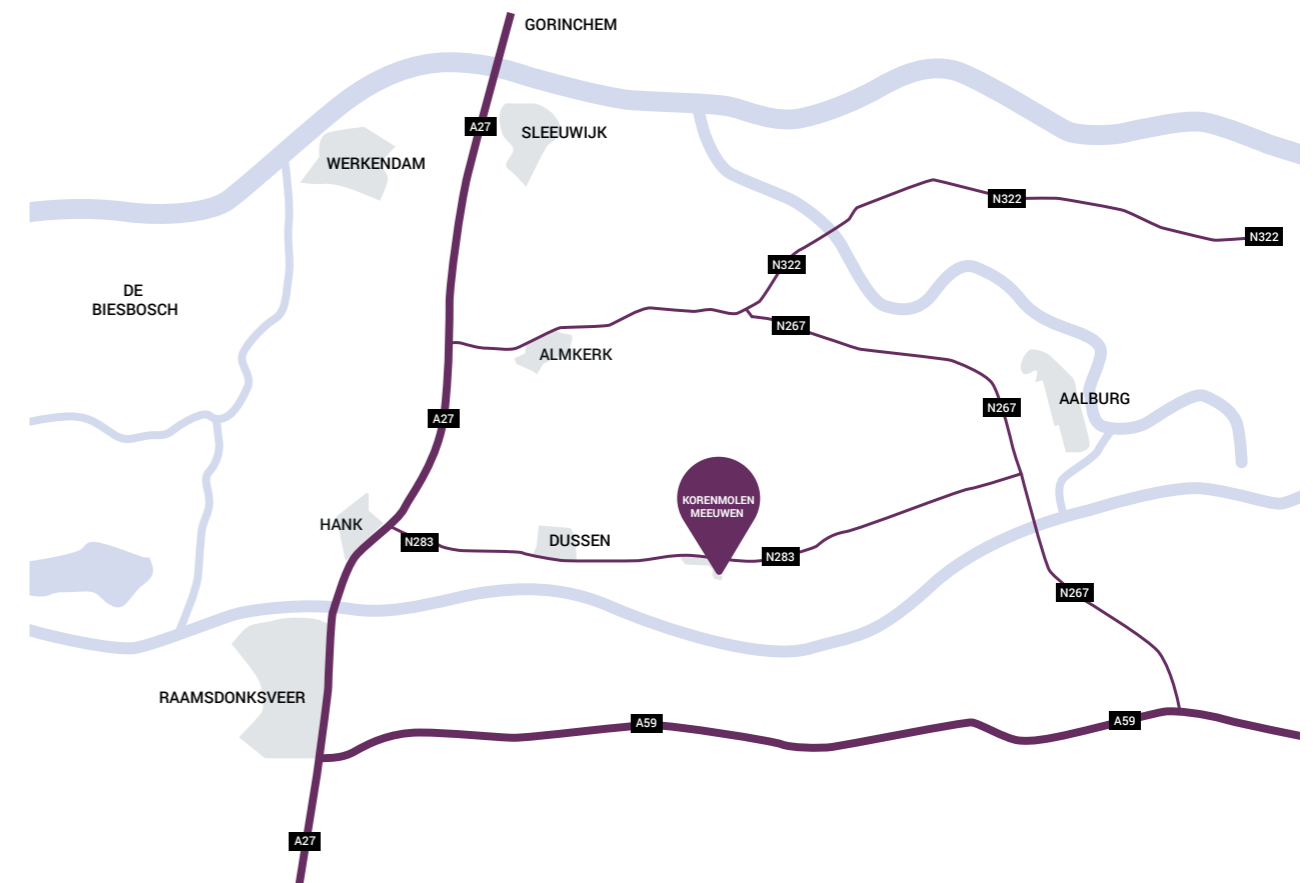 GORINCHEM
A27
SLEEUWIJK
WERKENDAM
N322
N322
N322
DE
BIESBOSCH
N267
ALMKERK
AALBURG
N267
A27
KORENMOLEN
MEEUWEN
HANK
N283
DUSSEN
N283
N267
RAAMSDONKSVEER
A59
A59
A27